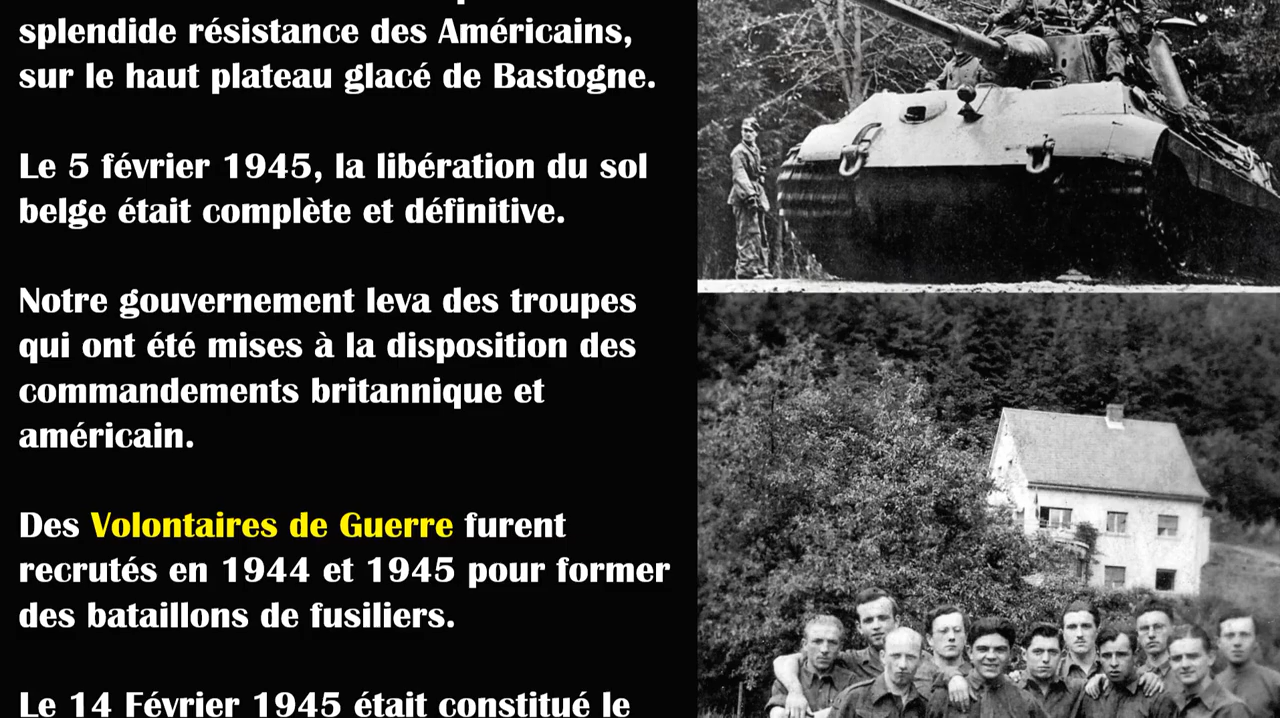 splendide résistance des Américains,
sur le haut plateau glacé de Bastogne.
Le 5 février 1945, la libération du sol
belge était complète et définitive.
Notre gouvernement leva des troupes
qui ont été mises à la disposition des
commandements britannique et
américain.
Des Volontaires de Guerre furent
recrutés en 1944 et 1945 pour former
des bataillons de fusiliers.
Le 14 Février 1945 était constitué le